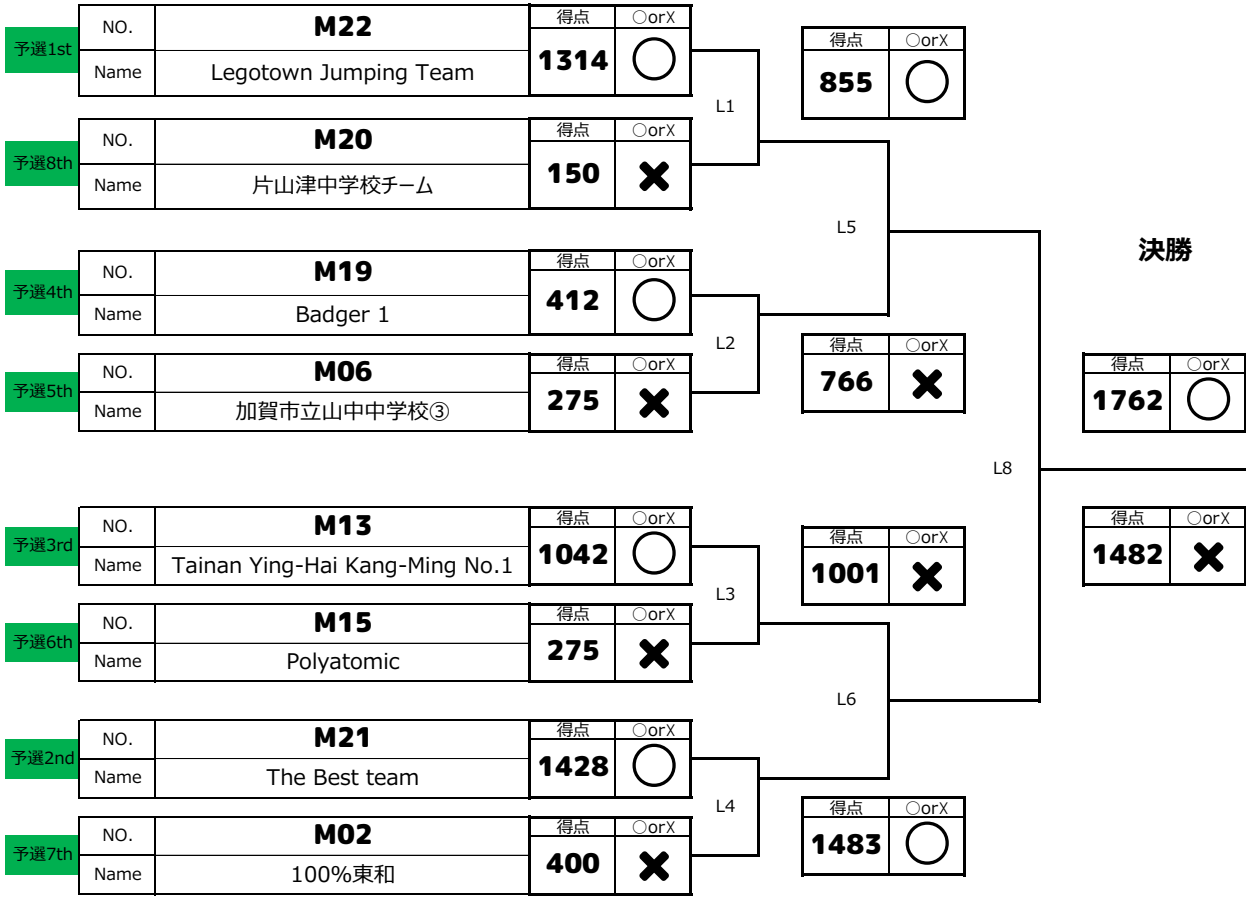 予選1st
NO.
M22
得点
○orX
1314
○
Name
Legotown Jumping Team
得点
○orX
855
○
L1
予選8th
NO.
M20
得点
○orX
150
✖
Name
片山津中学校チーム
L5
決勝
予選4th
NO.
M19
得点
○orX
412
○
Name
Badger 1
L2
得点
○orX
766
✖
予選5th
NO.
M06
得点
○orX
275
✖
Name
加賀市立山中中学校③
得点
○orX
1762
○
L8
予選3rd
NO.
M13
得点
○orX
1042
○
Name
Tainan Ying-Hai Kang-Ming No.1
得点
○orX
1001
✖
得点
○orX
1482
✖
L3
予選6th
NO.
M15
得点
○orX
275
✖
Name
Polyatomic
L6
予選2nd
NO.
M21
得点
○orX
1428
○
Name
The Best team
L4
得点
○orX
1483
○
予選7th
NO.
M02
得点
○orX
400
✖
Name
100%東和